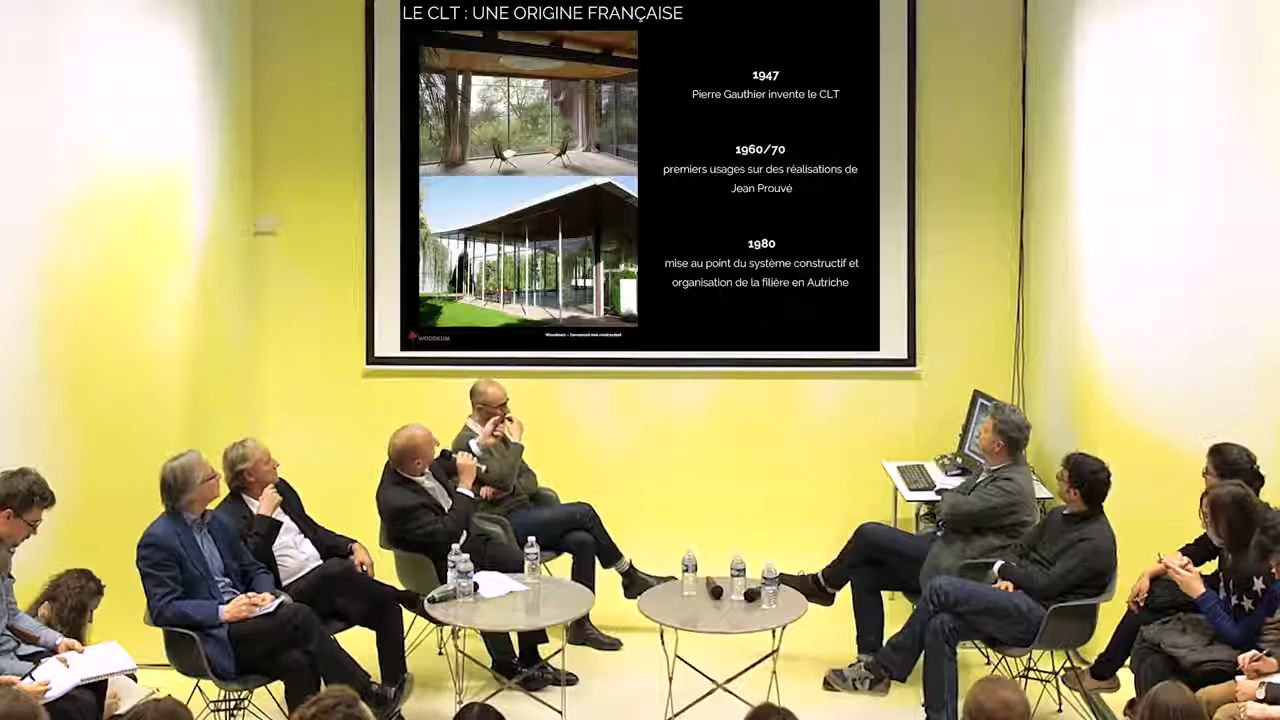 LE CLT : UNE ORIGINE FRANÇAISE
1947
Pierre Gauthier invente le CLT
1960/70
premiers usages sur des réalisations de
Jean Prouvé
1980
mise au point du système constructif et
organisation de la filière en Autriche
WOODEUM